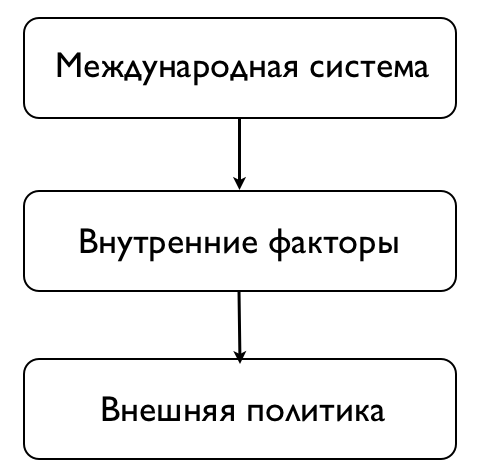 Международная система
Внутренние факторы
Внешняя политика